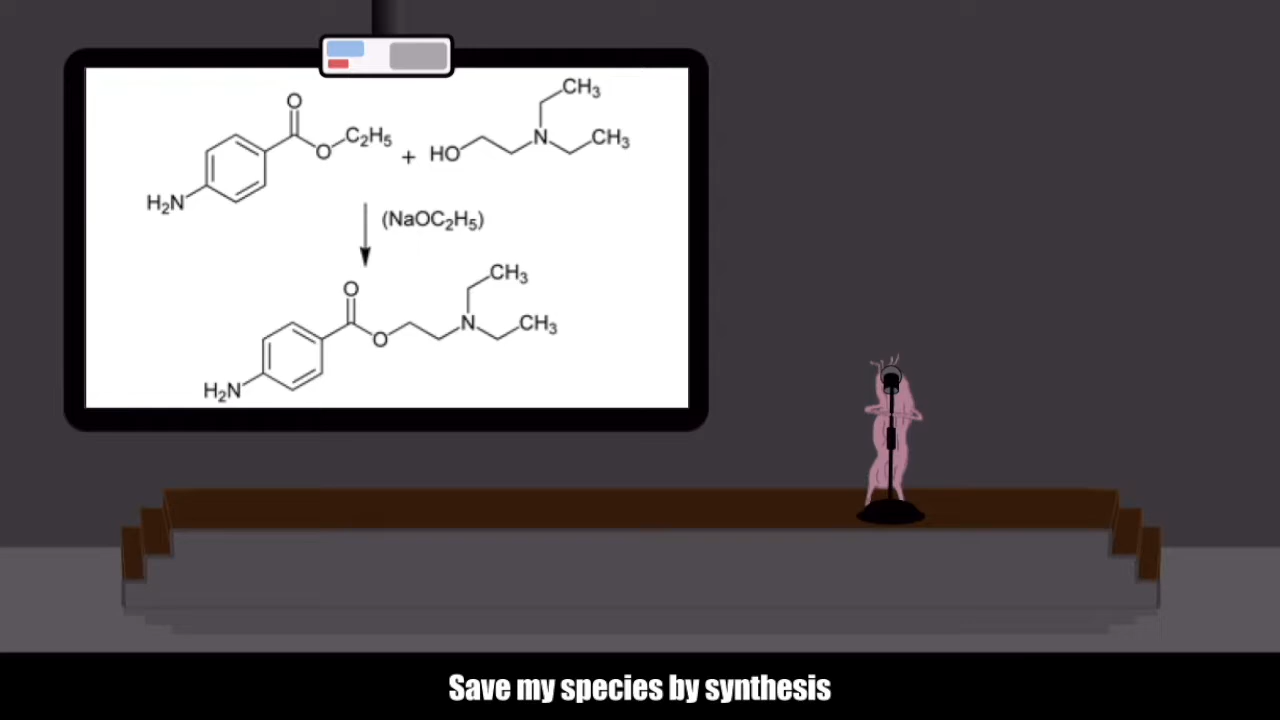 O
C₂H₅
O
H₂N
+
HO
N
CH₃
CH₃
(NaOC₂H₅)
O
O
N
CH₃
CH₃
H₂N
Save my species by synthesis